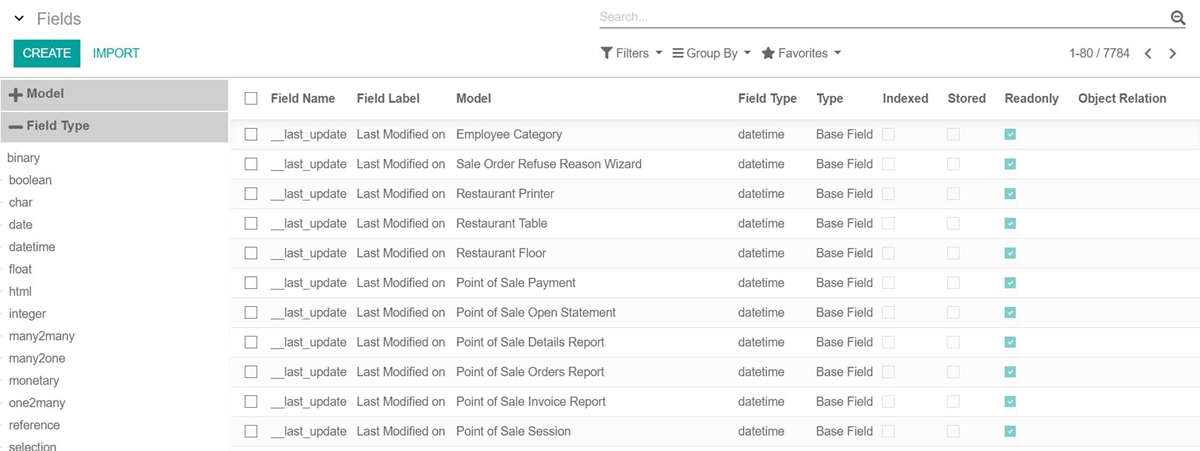 Fields
Search...
CREATE IMPORT
Filters Group By Favorites 1-80 / 7784
Model
Field Type
binary
boolean
char
date
datetime
float
html
integer
many2many
many2one
monetary
one2many
reference
selection
Field Name Field Label Model Field Type Type Indexed Stored Readonly Object Relation
__last_update Last Modified on Employee Category datetime Base Field
__last_update Last Modified on Sale Order Refuse Reason Wizard datetime Base Field
__last_update Last Modified on Restaurant Printer datetime Base Field
__last_update Last Modified on Restaurant Table datetime Base Field
__last_update Last Modified on Restaurant Floor datetime Base Field
__last_update Last Modified on Point of Sale Payment datetime Base Field
__last_update Last Modified on Point of Sale Open Statement datetime Base Field
__last_update Last Modified on Point of Sale Details Report datetime Base Field
__last_update Last Modified on Point of Sale Orders Report datetime Base Field
__last_update Last Modified on Point of Sale Invoice Report datetime Base Field
__last_update Last Modified on Point of Sale Session datetime Base Field